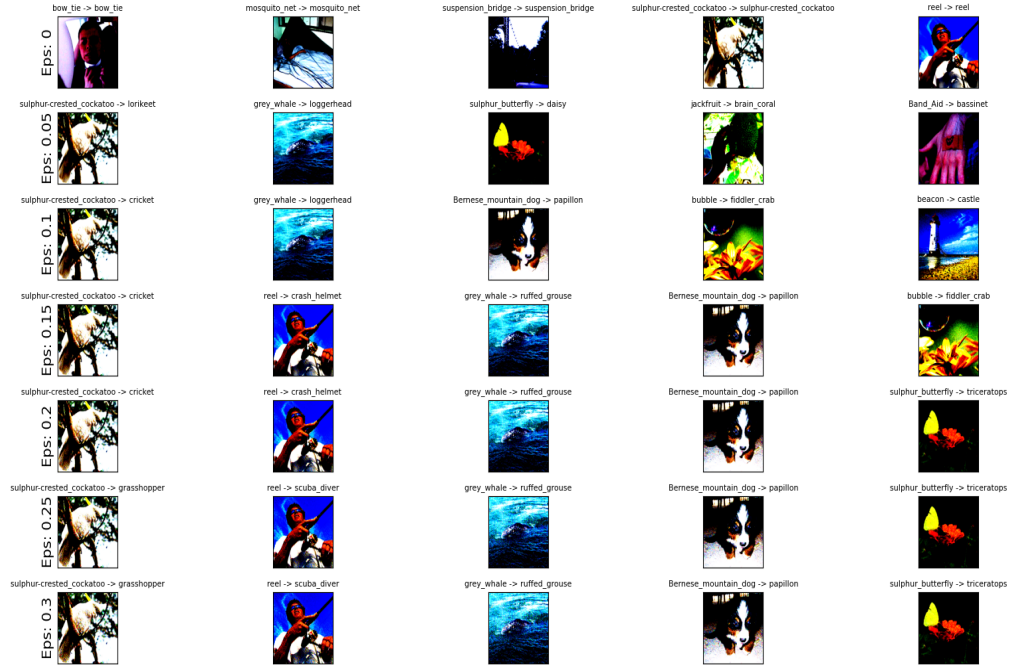 bow_tie -> bow_tie
mosquito_net -> mosquito_net
suspension_bridge -> suspension_bridge
sulphur-crested_cockatoo -> sulphur-crested_cockatoo
reel -> reel
Eps: 0
sulphur-crested_cockatoo -> lorikeet
grey_whale -> loggerhead
sulphur_butterfly -> daisy
jackfruit -> brain_coral
Band_Aid -> bassinet
Eps: 0.05
sulphur-crested_cockatoo -> cricket
grey_whale -> loggerhead
Bernese_mountain_dog -> papillon
bubble -> fiddler_crab
beacon -> castle
Eps: 0.1
sulphur-crested_cockatoo -> cricket
reel -> crash_helmet
grey_whale -> ruffed_grouse
Bernese_mountain_dog -> papillon
bubble -> fiddler_crab
Eps: 0.15
sulphur-crested_cockatoo -> cricket
reel -> crash_helmet
grey_whale -> ruffed_grouse
Bernese_mountain_dog -> papillon
sulphur_butterfly -> triceratops
Eps: 0.2
sulphur-crested_cockatoo -> grasshopper
reel -> scuba_diver
grey_whale -> ruffed_grouse
Bernese_mountain_dog -> papillon
sulphur_butterfly -> triceratops
Eps: 0.25
sulphur-crested_cockatoo -> grasshopper
reel -> scuba_diver
grey_whale -> ruffed_grouse
Bernese_mountain_dog -> papillon
sulphur_butterfly -> triceratops
Eps: 0.3